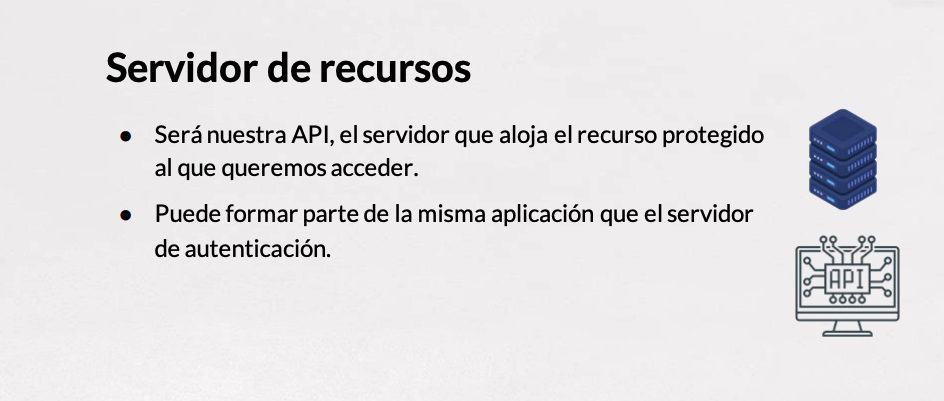 Servidor de recursos
● Será nuestra API, el servidor que aloja el recurso protegido
al que queremos acceder.
● Puede formar parte de la misma aplicación que el servidor
de autenticación.
API